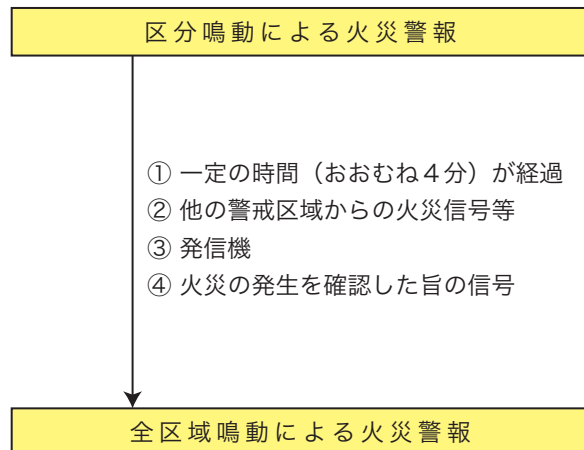 区分鳴動による火災警報
① 一定の時間（おおむね４分）が経過
② 他の警戒区域からの火災信号等
③ 発信機
④ 火災の発生を確認した旨の信号
全区域鳴動による火災警報